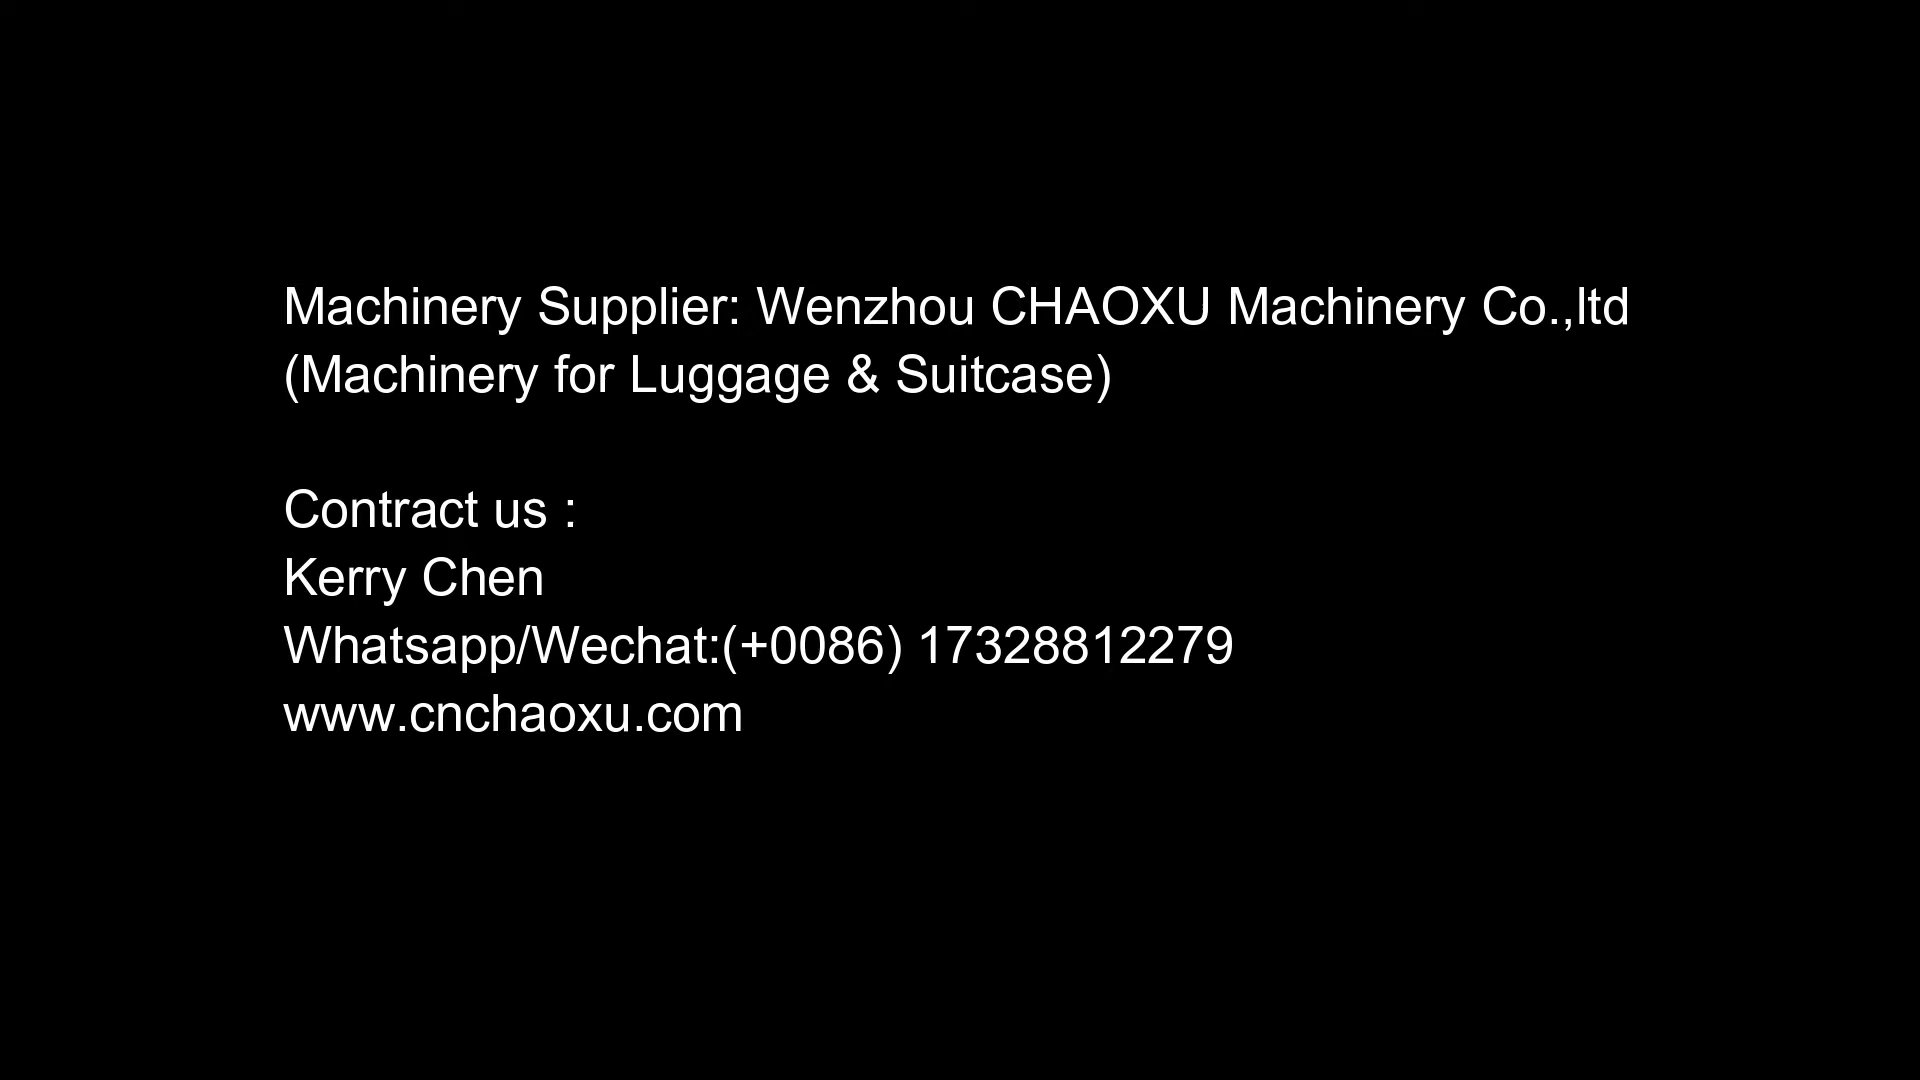 Machinery Supplier: Wenzhou CHAOXU Machinery Co.,ltd
(Machinery for Luggage & Suitcase)
Contract us :
Kerry Chen
Whatsapp/Wechat:(+0086) 17328812279
www.cnchaoxu.com